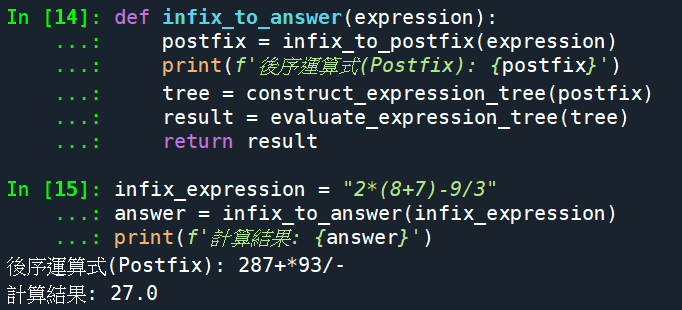 In [14]: def infix_to_answer(expression):
    ...:     postfix = infix_to_postfix(expression)
    ...:     print(f'後序運算式(Postfix): {postfix}')
    ...:     tree = construct_expression_tree(postfix)
    ...:     result = evaluate_expression_tree(tree)
    ...:     return result
In [15]: infix_expression = "2*(8+7)-9/3"
    ...: answer = infix_to_answer(infix_expression)
    ...: print(f'計算結果: {answer}')
後序運算式(Postfix): 287+*93/-
計算結果: 27.0